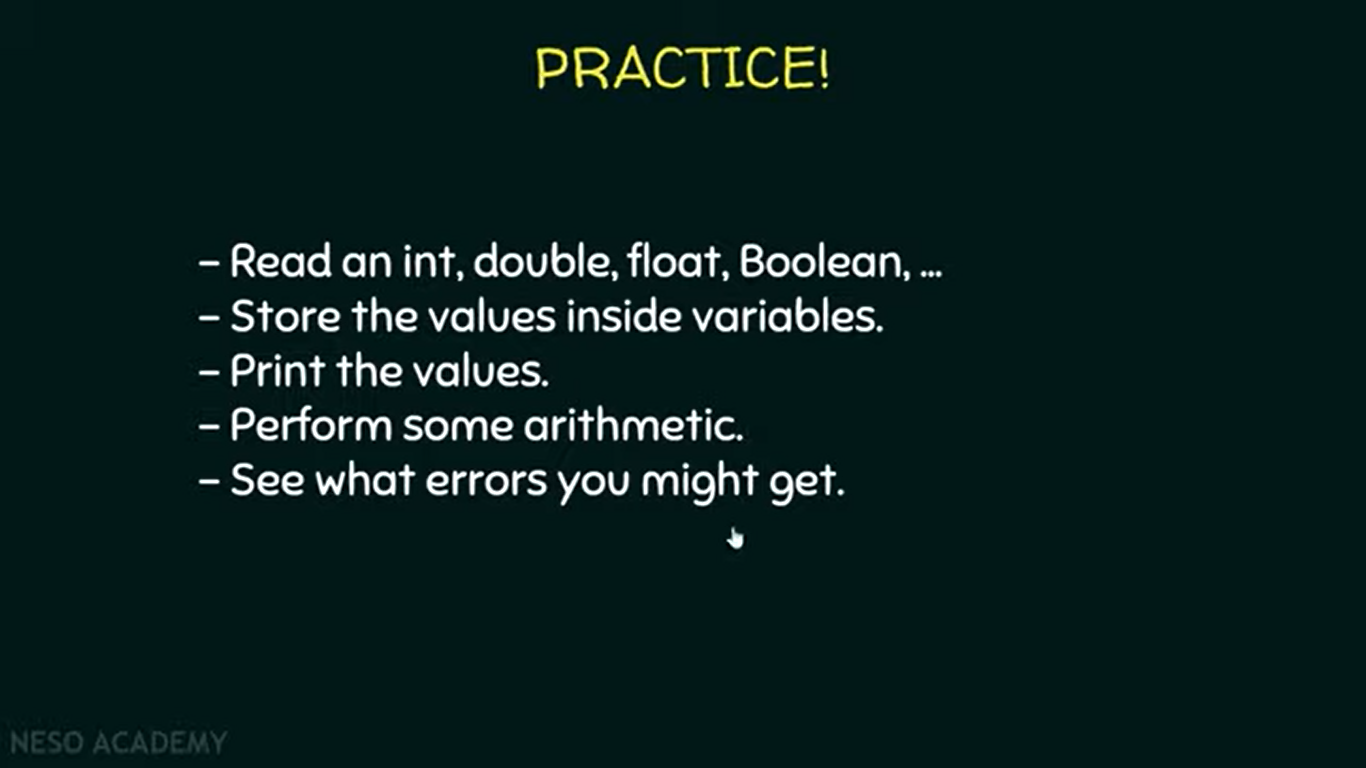 PRACTICE!
– Read an int, double, float, Boolean, ...
– Store the values inside variables.
– Print the values.
– Perform some arithmetic.
– See what errors you might get.
NESO ACADEMY